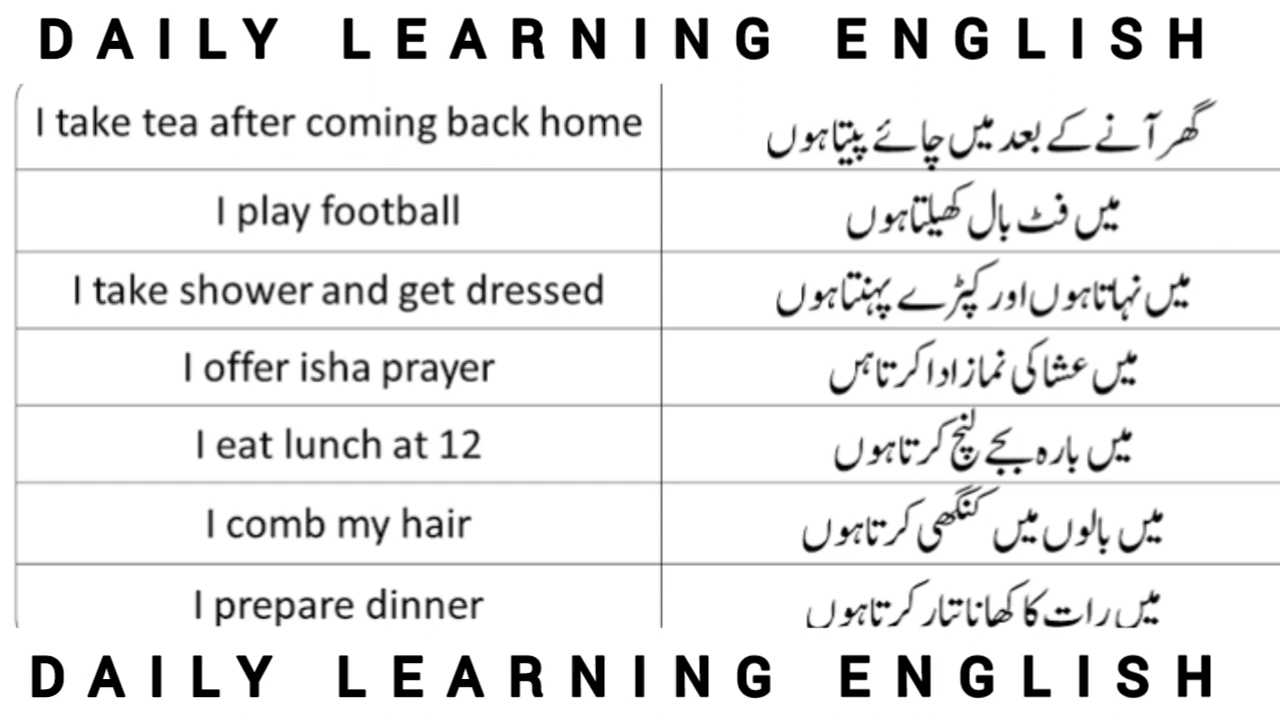 DAILY LEARNING ENGLISH
I take tea after coming back home
گھر آنے کے بعد میں چائے پیتا ہوں
I play football
میں فٹ بال کھیلتا ہوں
I take shower and get dressed
میں نہاتا ہوں اور کپڑے پہنتا ہوں
I offer isha prayer
میں عشا کی نماز ادا کرتا ہں
I eat lunch at 12
میں بارہ بجے لنچ کرتا ہوں
I comb my hair
میں بالوں میں کنگھی کرتا ہوں
I prepare dinner
میں رات کا کھانا تیار کرتا ہوں
DAILY LEARNING ENGLISH